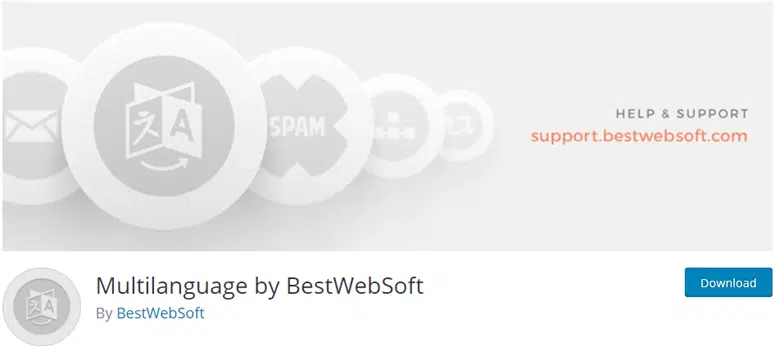 SPAM
HELP & SUPPORT
support.bestwebsoft.com
Multilanguage by BestWebSoft
By BestWebSoft
Download